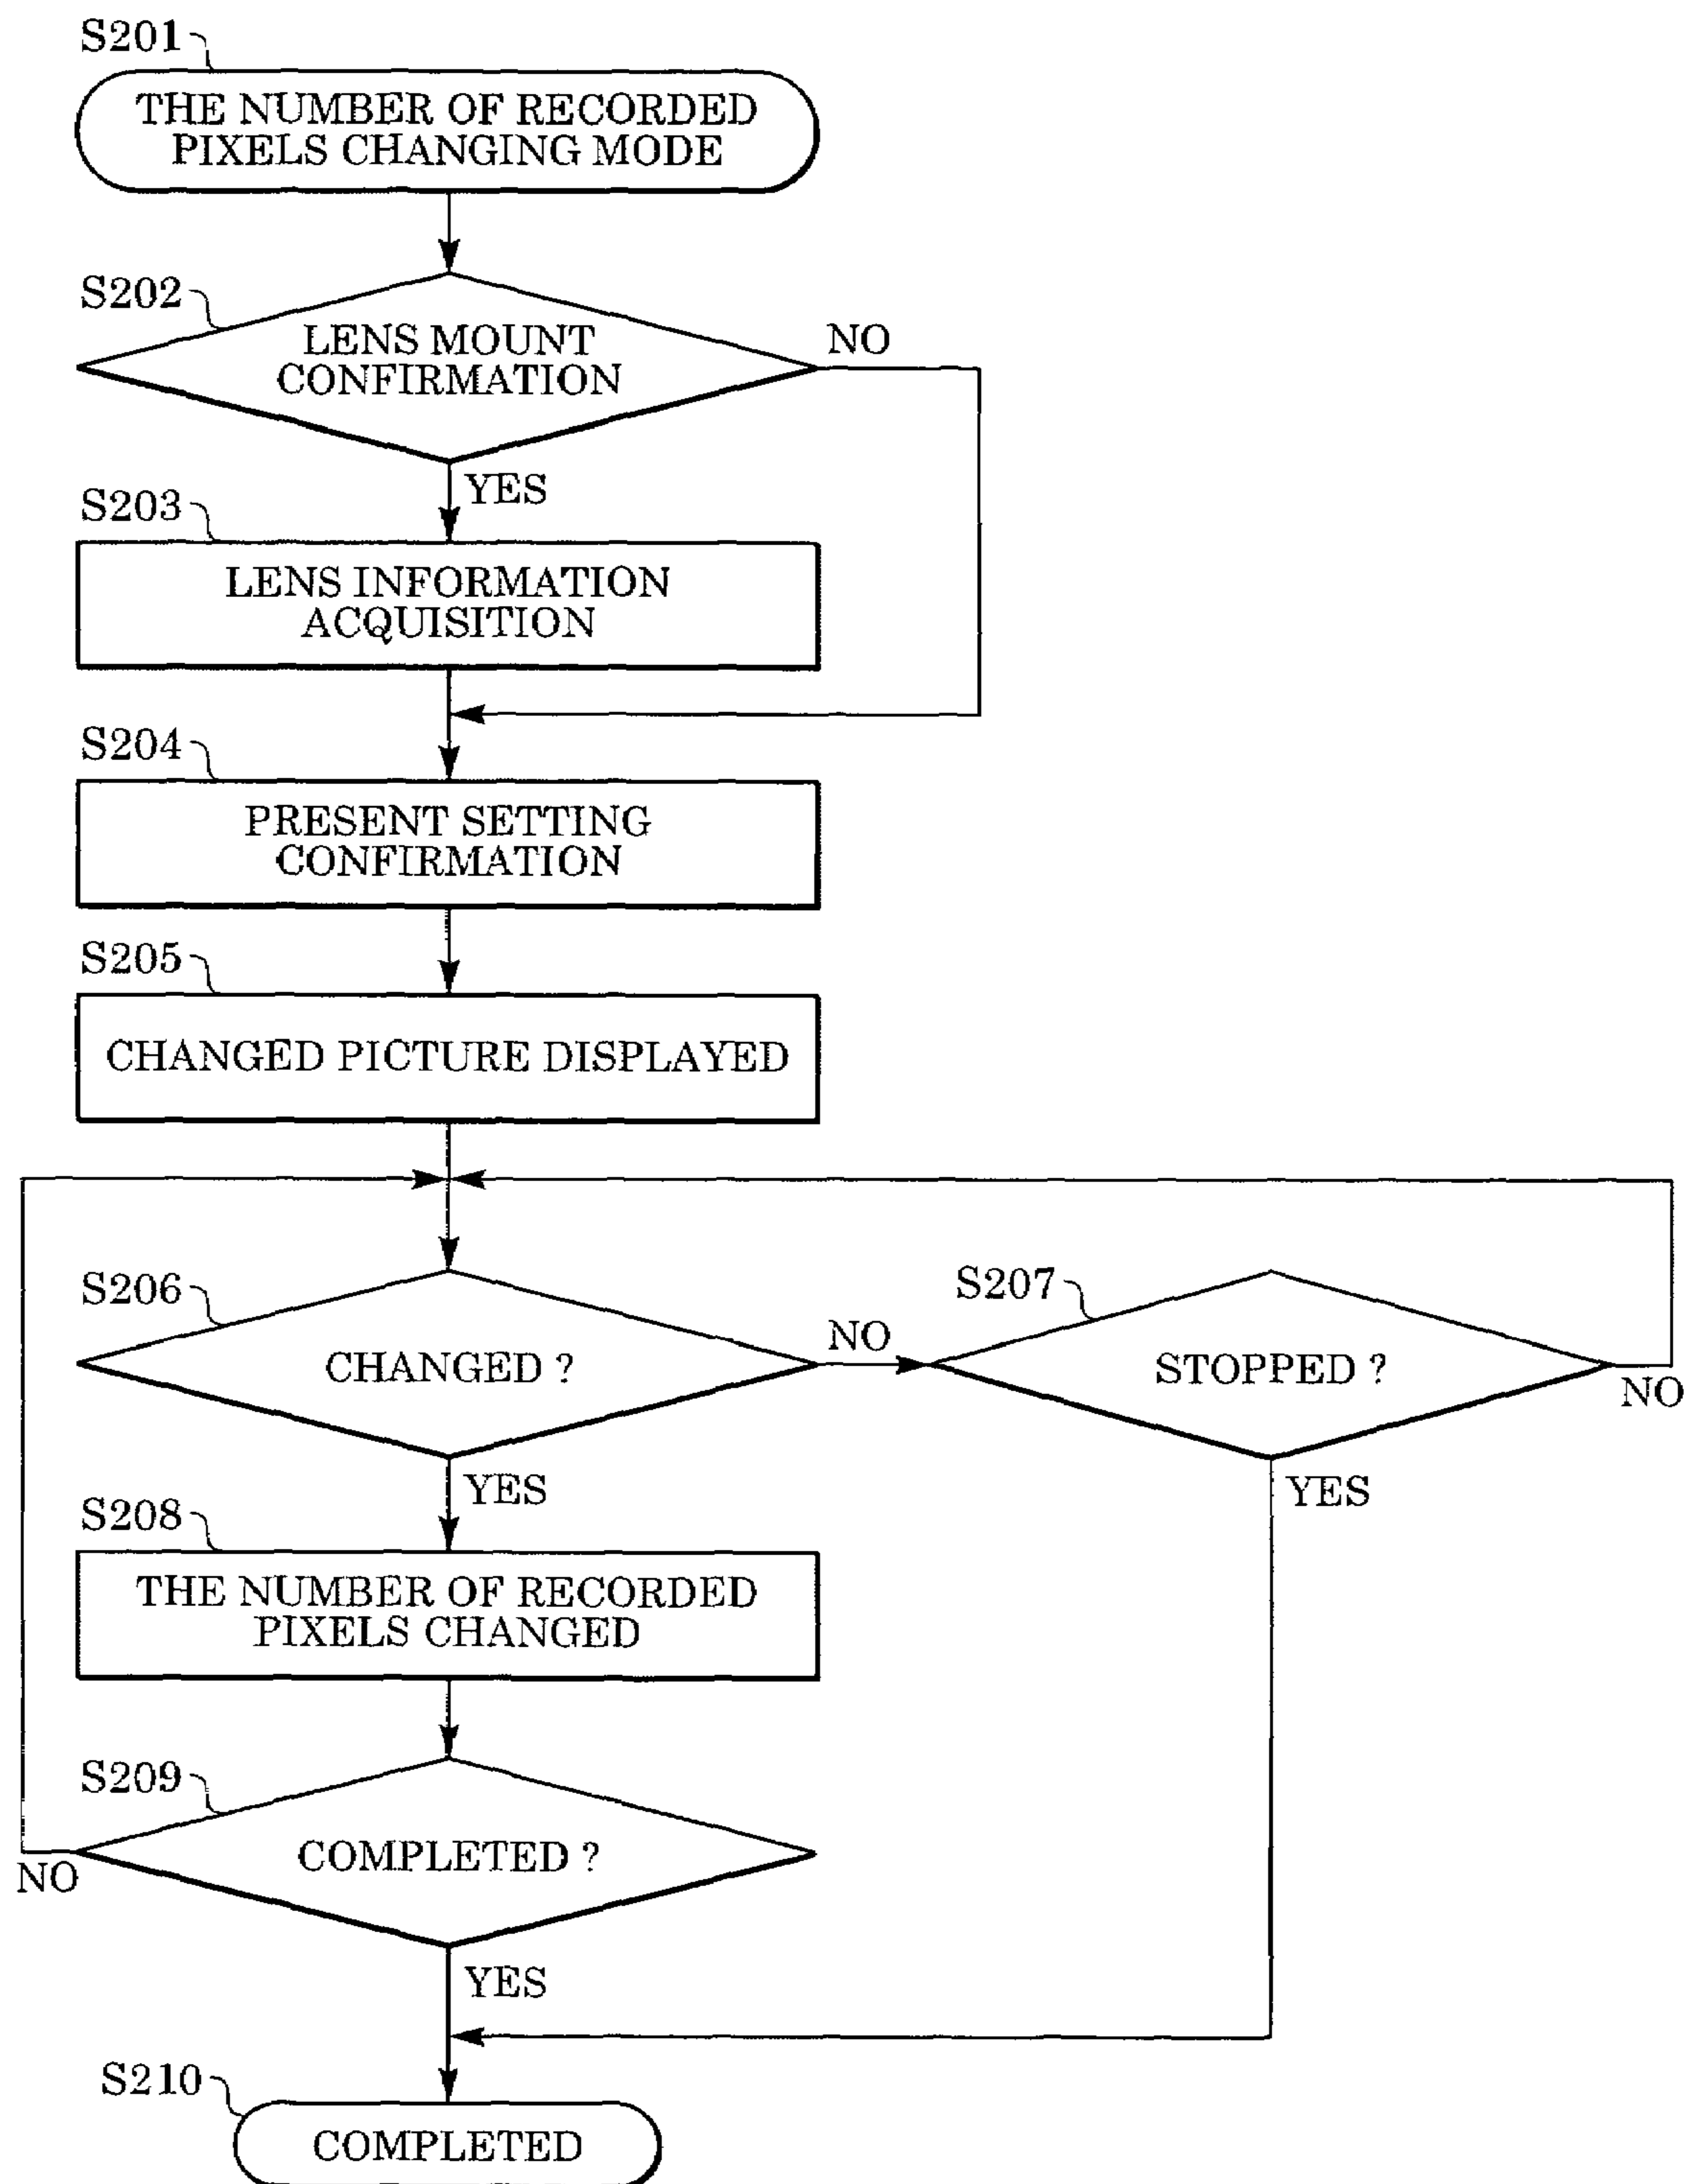 S201
THE NUMBER OF RECORDED
PIXELS CHANGING MODE
S202
LENS MOUNT
CONFIRMATION
NO
YES
S203
LENS INFORMATION
ACQUISITION
S204
PRESENT SETTING
CONFIRMATION
S205
CHANGED PICTURE DISPLAYED
S206
CHANGED ?
NO
S207
STOPPED ?
NO
YES
YES
S208
THE NUMBER OF RECORDED
PIXELS CHANGED
S209
COMPLETED ?
NO
YES
S210
COMPLETED